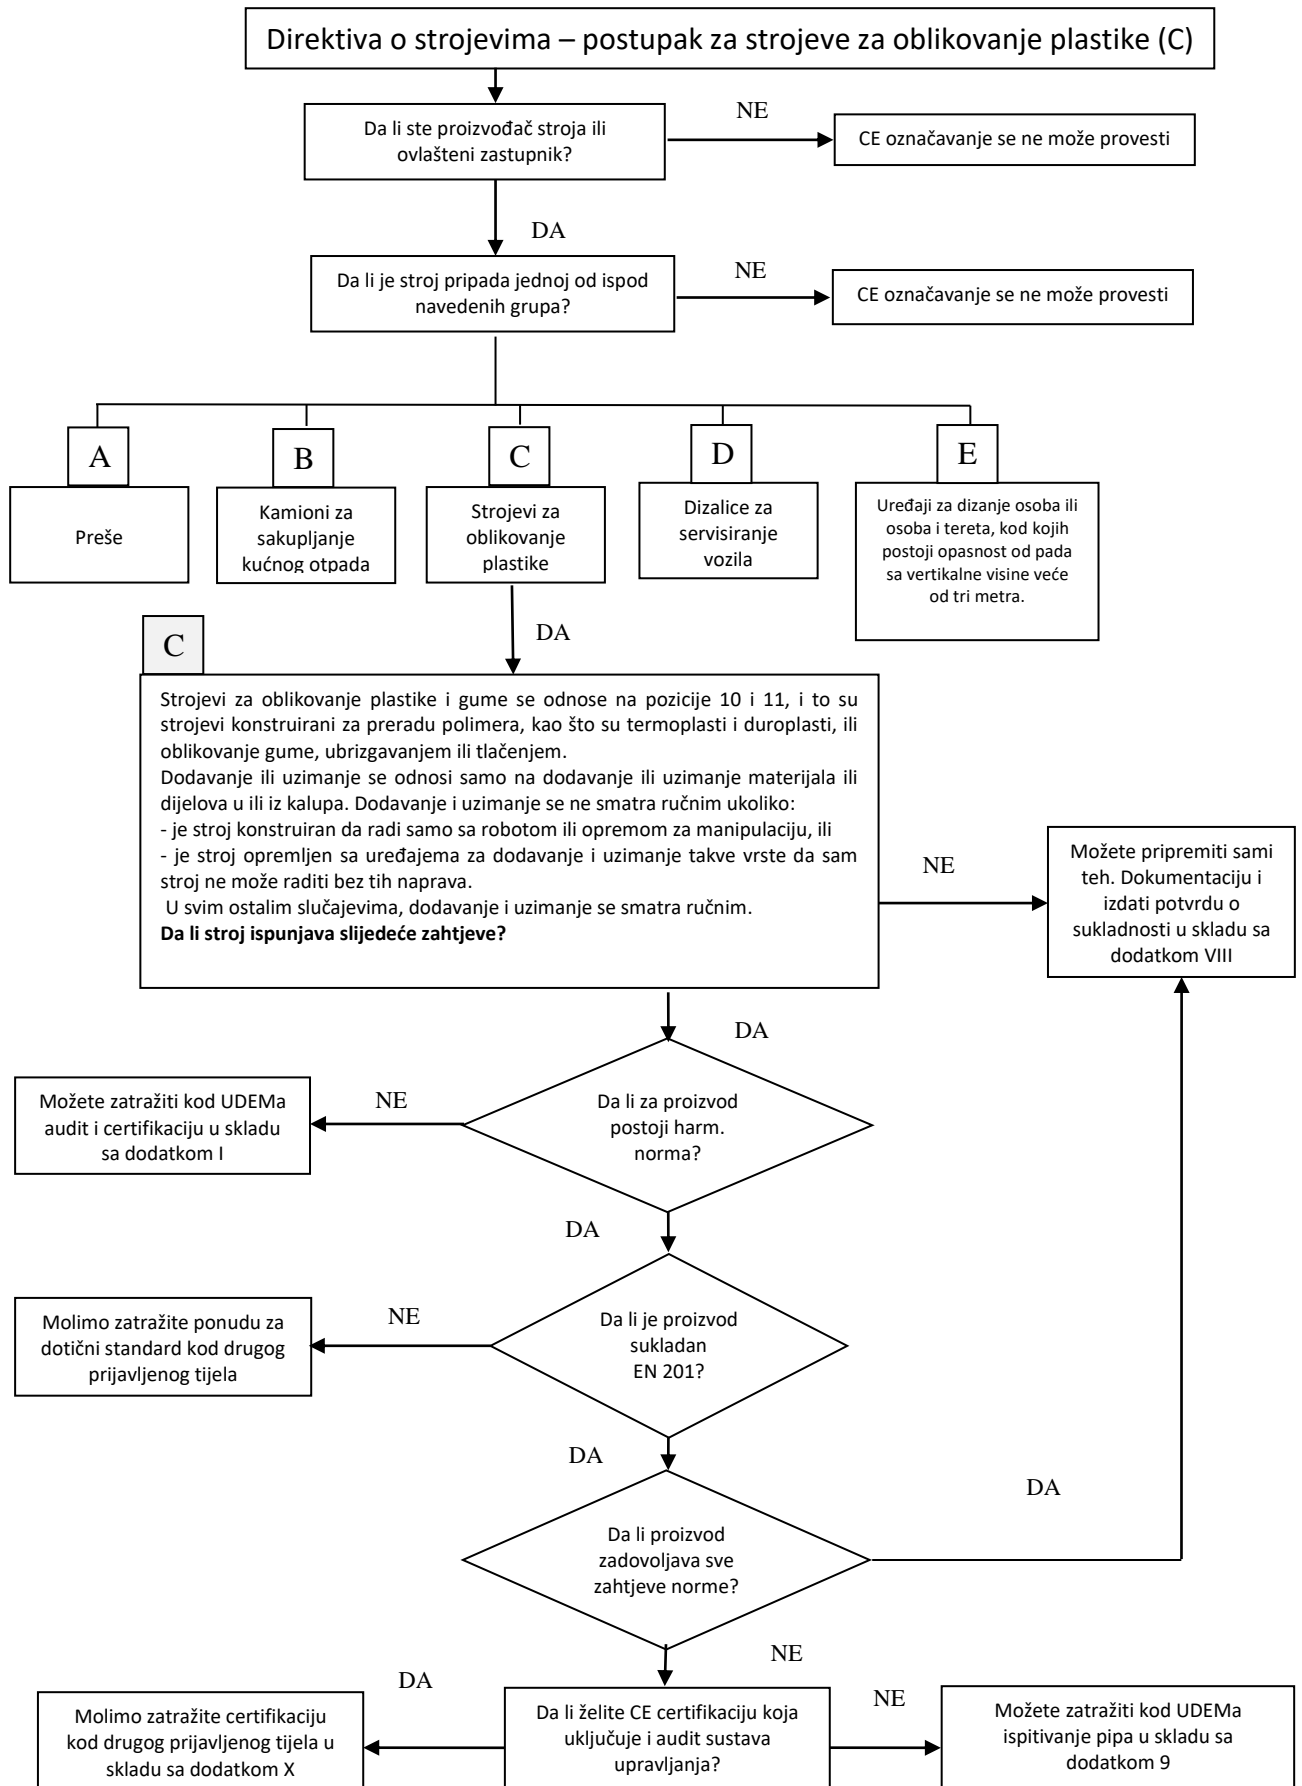 Direktiva o strojevima – postupak za strojeve za oblikovanje plastike (C)
Da li ste proizvođač stroja ili
ovlašteni zastupnik?
NE
CE označavanje se ne može provesti
DA
Da li je stroj pripada jednoj od ispod
navedenih grupa?
NE
CE označavanje se ne može provesti
A
Preše
B
Kamioni za
sakupljanje
kućnog otpada
C
Strojevi za
oblikovanje
plastike
D
Dizalice za
servisiranje
vozila
E
Uređaji za dizanje osoba ili
osoba i tereta, kod kojih
postoji opasnost od pada
sa vertikalne visine veće
od tri metra.
DA
C
Strojevi za oblikovanje plastike i gume se odnose na pozicije 10 i 11, i to su
strojevi konstruirani za preradu polimera, kao što su termoplasti i duroplasti, ili
oblikovanje gume, ubrizgavanjem ili tlačenjem.
Dodavanje ili uzimanje se odnosi samo na dodavanje ili uzimanje materijala ili
dijelova u ili iz kalupa. Dodavanje i uzimanje se ne smatra ručnim ukoliko:
- je stroj konstruiran da radi samo sa robotom ili opremom za manipulaciju, ili
- je stroj opremljen sa uređajema za dodavanje i uzimanje takve vrste da sam
stroj ne može raditi bez tih naprava.
U svim ostalim slučajevima, dodavanje i uzimanje se smatra ručnim.
Da li stroj ispunjava slijedeće zahtjeve?
NE
Možete pripremiti sami
teh. Dokumentaciju i
izdati potvrdu o
sukladnosti u skladu sa
dodatkom VIII
DA
Da li za proizvod
postoji harm.
norma?
NE
Možete zatražiti kod UDEMa
audit i certifikaciju u skladu
sa dodatkom I
DA
Da li je proizvod
sukladan
EN 201?
NE
Molimo zatražite ponudu za
dotični standard kod drugog
prijavljenog tijela
DA
Da li proizvod
zadovoljava sve
zahtjeve norme?
DA
NE
Da li želite CE certifikaciju koja
uključuje i audit sustava
upravljanja?
DA
Molimo zatražite certifikaciju
kod drugog prijavljenog tijela u
skladu sa dodatkom X
NE
Možete zatražiti kod UDEMa
ispitivanje pipa u skladu sa
dodatkom 9